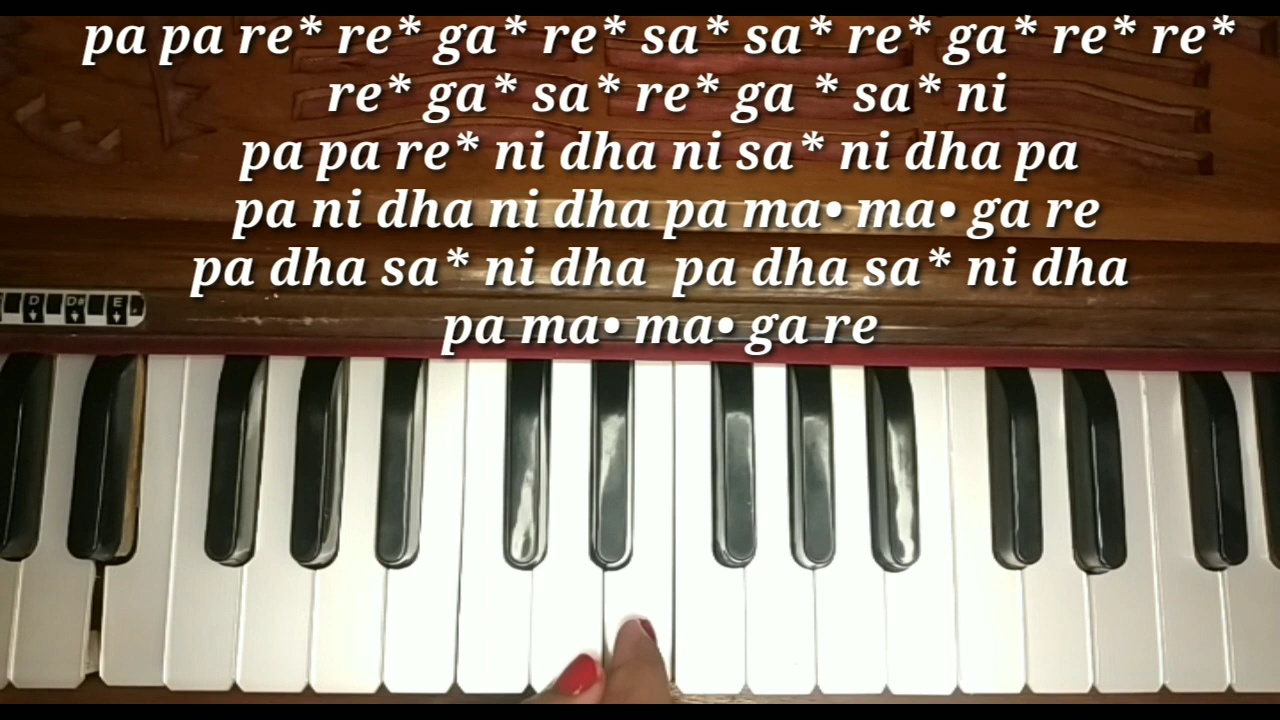 pa pa re* re* ga* re* sa* sa* re* ga* re* re*
re* ga* sa* re* ga * sa* ni
pa pa re* ni dha ni sa* ni dha pa
pa ni dha ni dha pa ma• ma• ga re
pa dha sa* ni dha pa dha sa* ni dha
pa ma• ma• ga re
D D# E